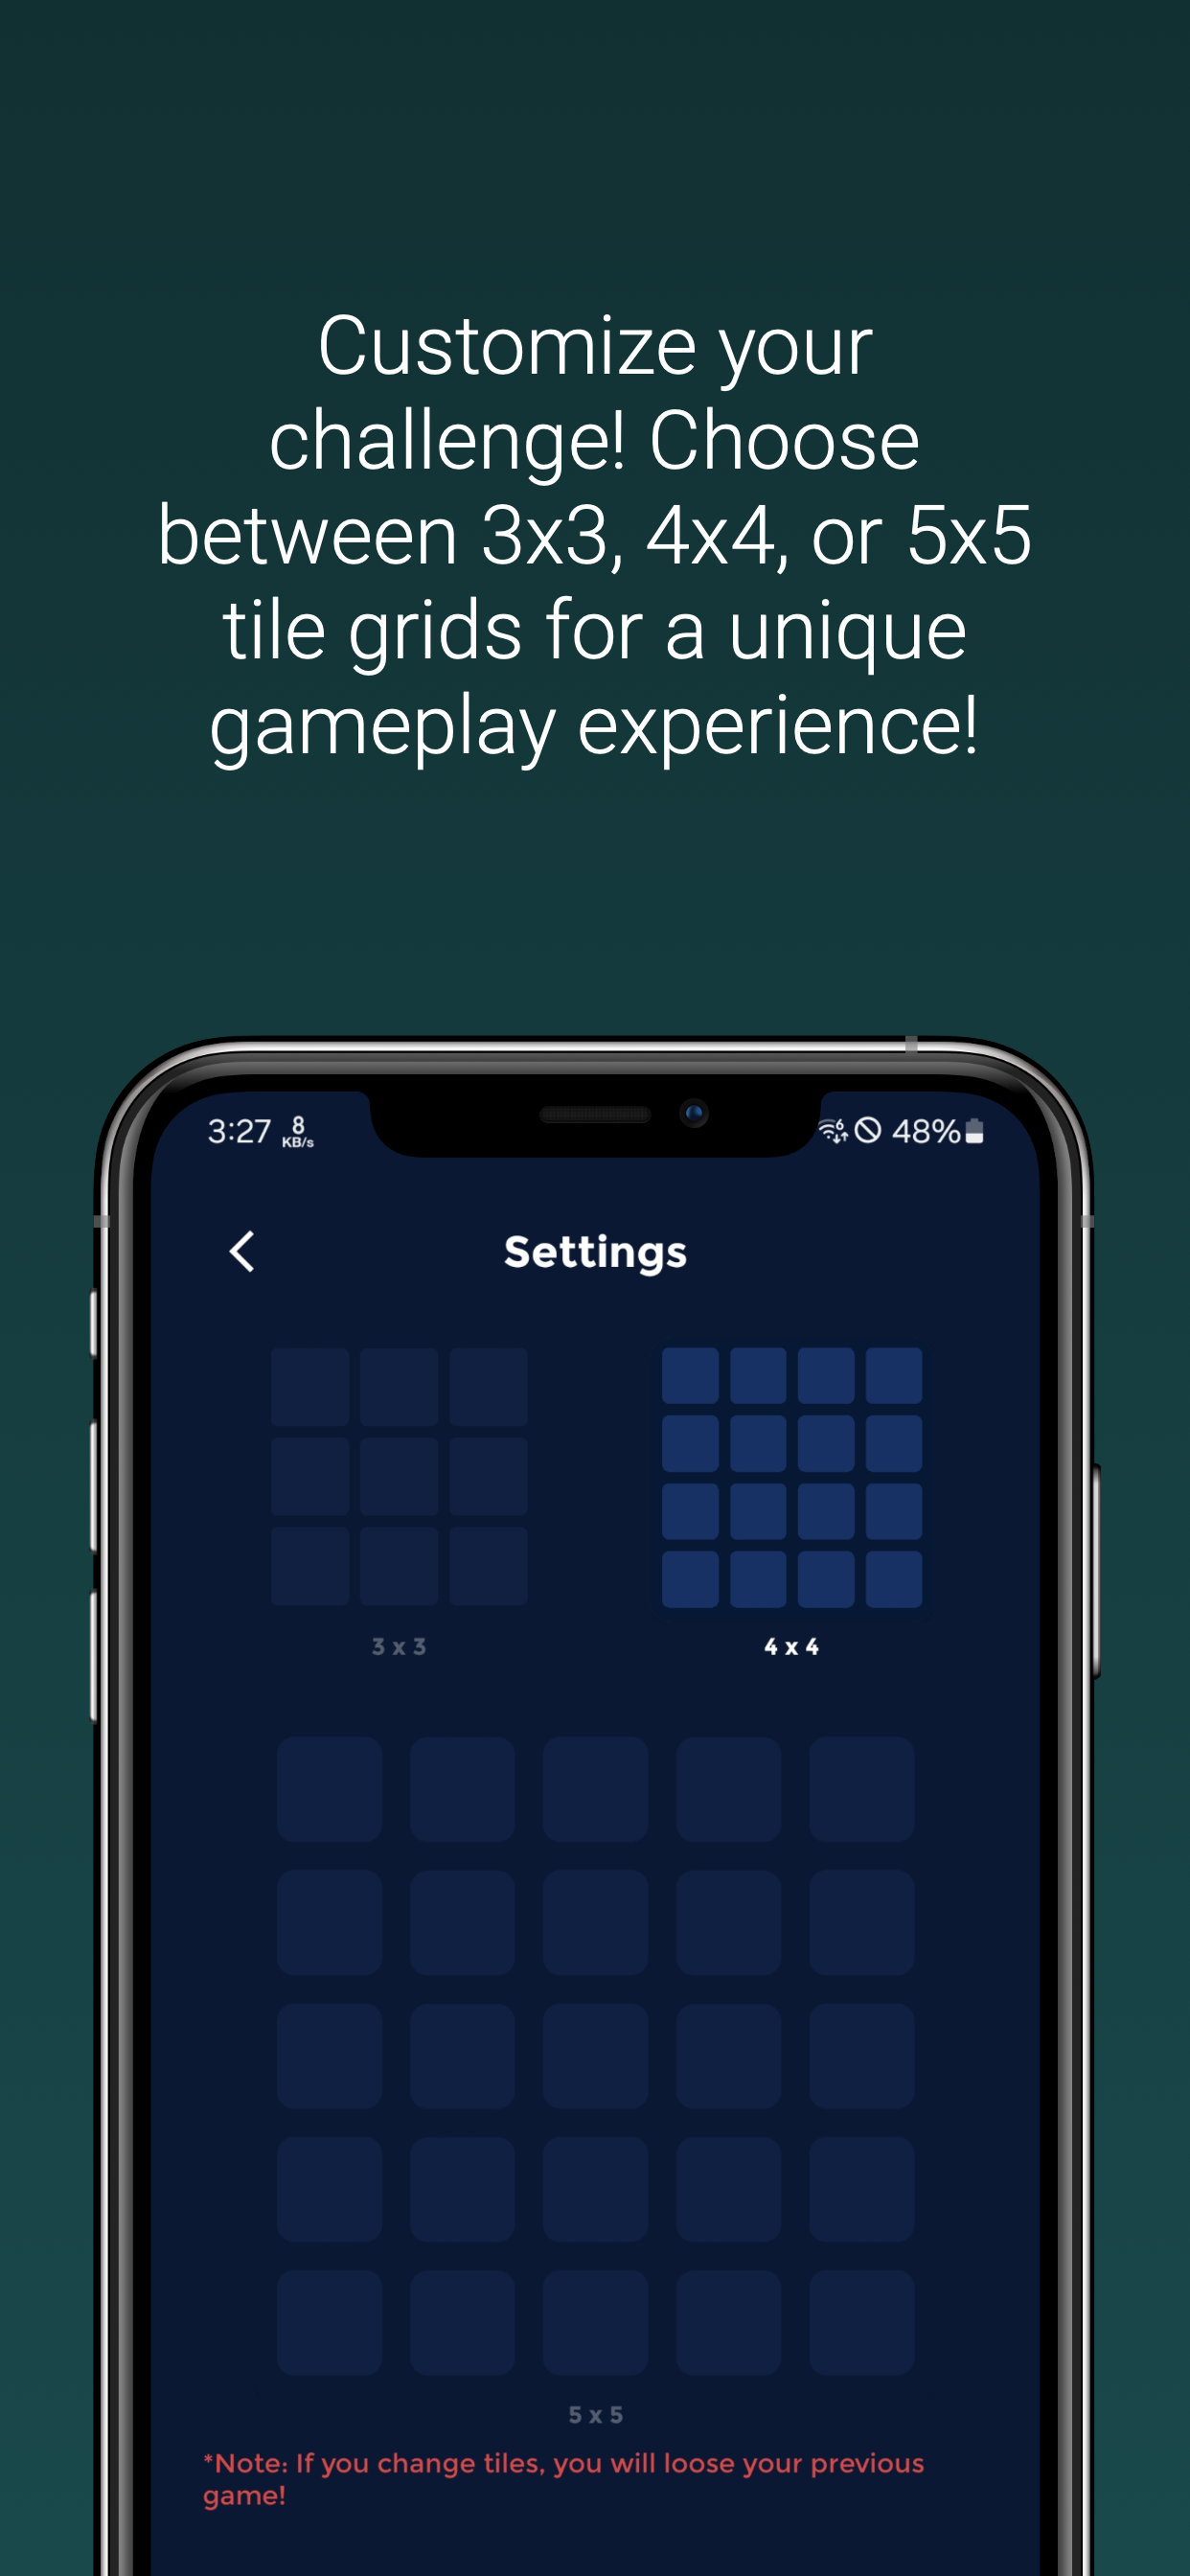 Customize your
challenge! Choose
between 3x3, 4x4, or 5x5
tile grids for a unique
gameplay experience!
3:27 8 KB/s 6 48%
Settings
3 x 3 4 x 4
5 x 5
*Note: If you change tiles, you will loose your previous
game!